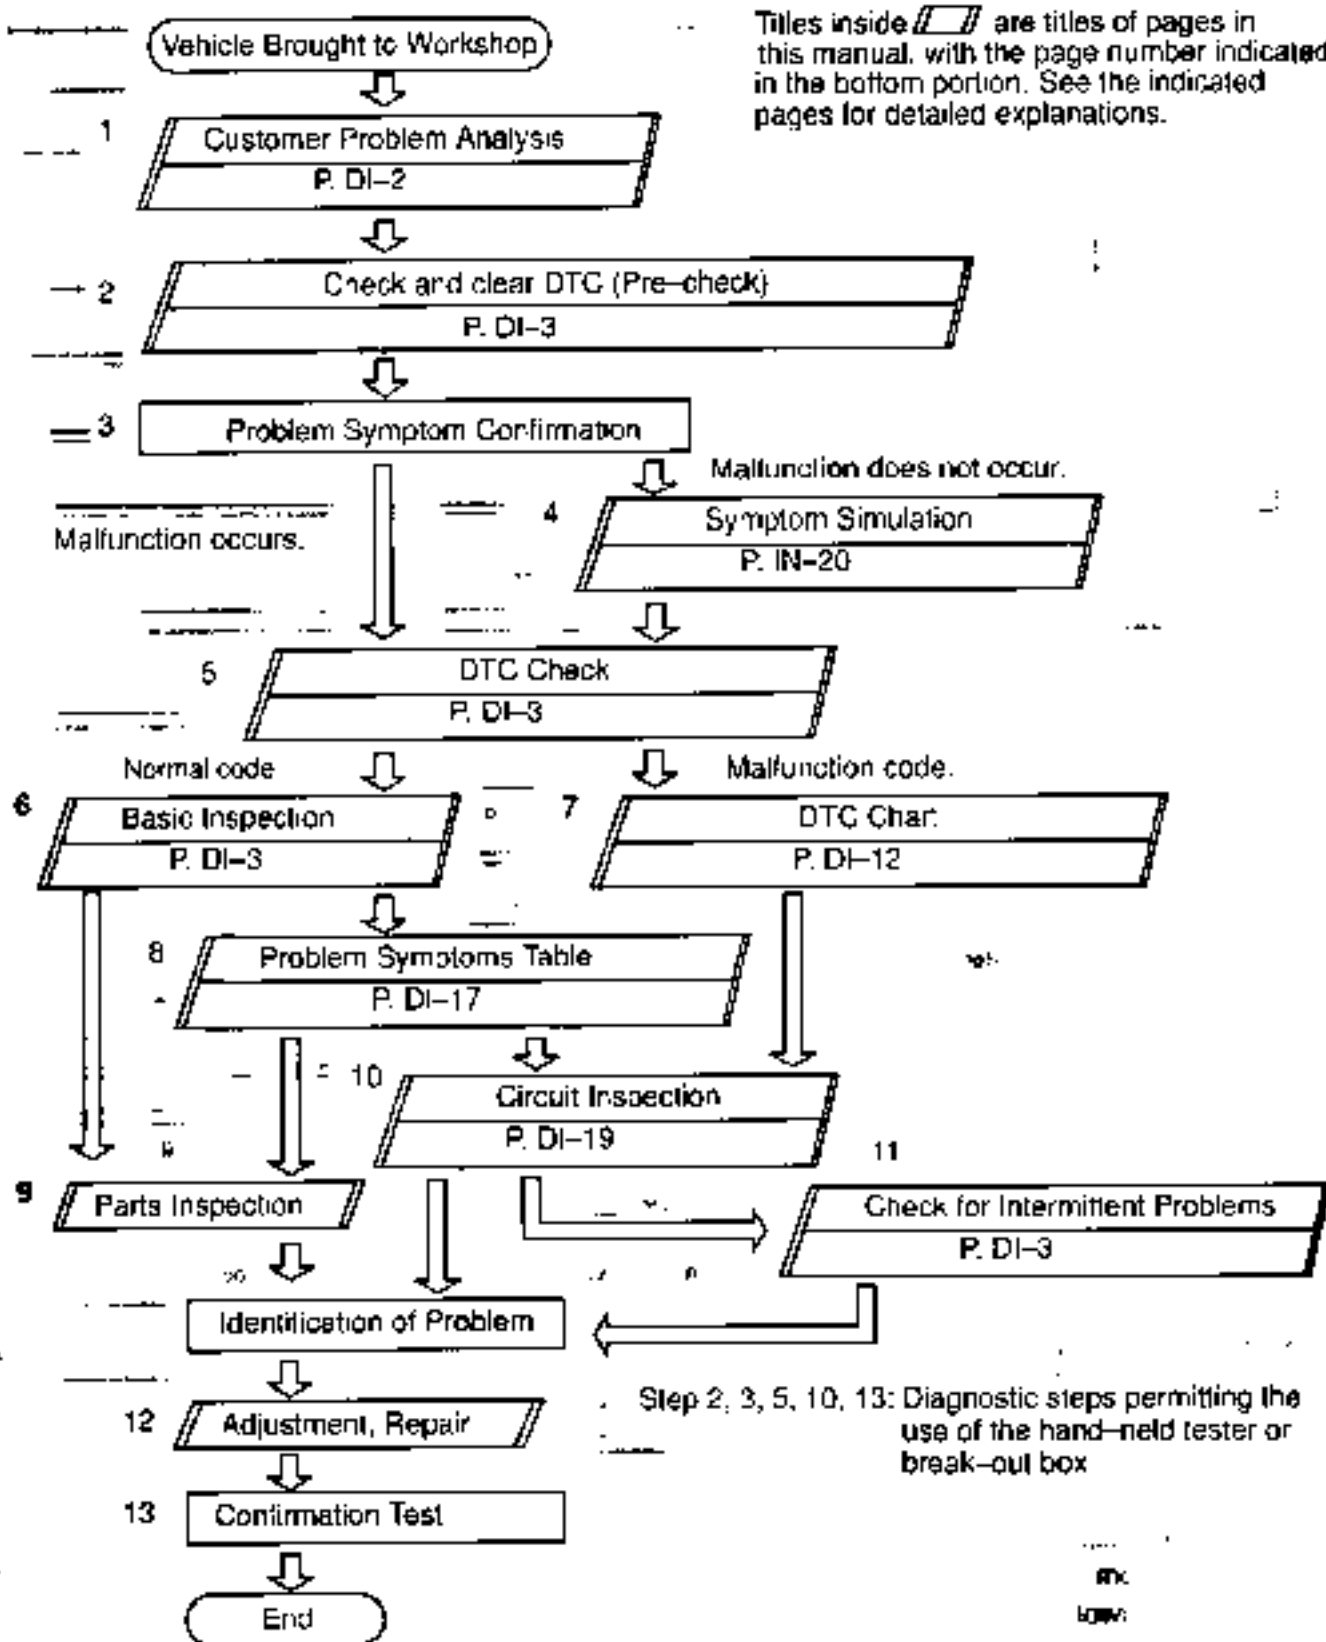 Vehicle Brought to Workshop
Titles inside are titles of pages in
this manual, with the page number indicated
in the bottom portion. See the indicated
pages for detailed explanations.
1
Customer Problem Analysis
P. DI–2
2
Check and clear DTC (Pre–check)
P. DI–3
3
Problem Symptom Confirmation
Malfunction does not occur.
Malfunction occurs.
4
Symptom Simulation
P. IN–20
5
DTC Check
P. DI–3
Normal code
Malfunction code.
6
Basic Inspection
P. DI–3
7
DTC Chart
P. DI–12
8
Problem Symptoms Table
P. DI–17
10
Circuit Inspection
P. DI–19
9
Parts Inspection
11
Check for Intermittent Problems
P. DI–3
Identification of Problem
Step 2, 3, 5, 10, 13: Diagnostic steps permitting the
use of the hand–held tester or
break–out box
12
Adjustment, Repair
13
Confirmation Test
End